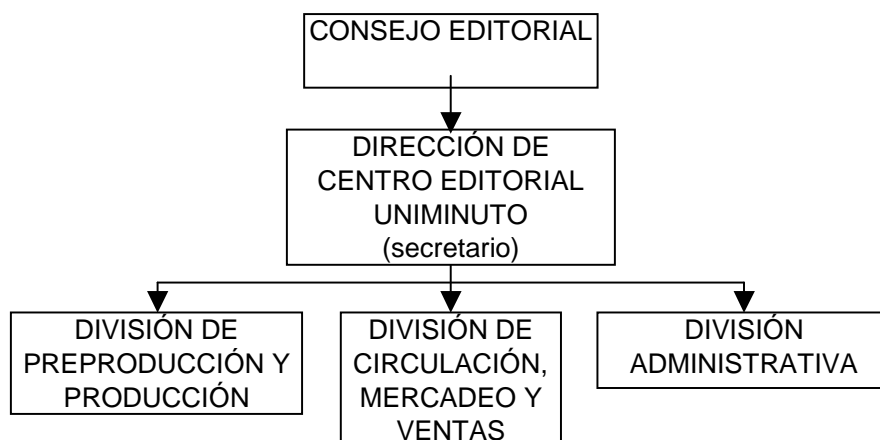 CONSEJO EDITORIAL
DIRECCIÓN DE
CENTRO EDITORIAL
UNIMINUTO
(secretario)
DIVISIÓN DE
PREPRODUCCIÓN Y
PRODUCCIÓN
DIVISIÓN DE
CIRCULACIÓN,
MERCADEO Y
VENTAS
DIVISIÓN
ADMINISTRATIVA